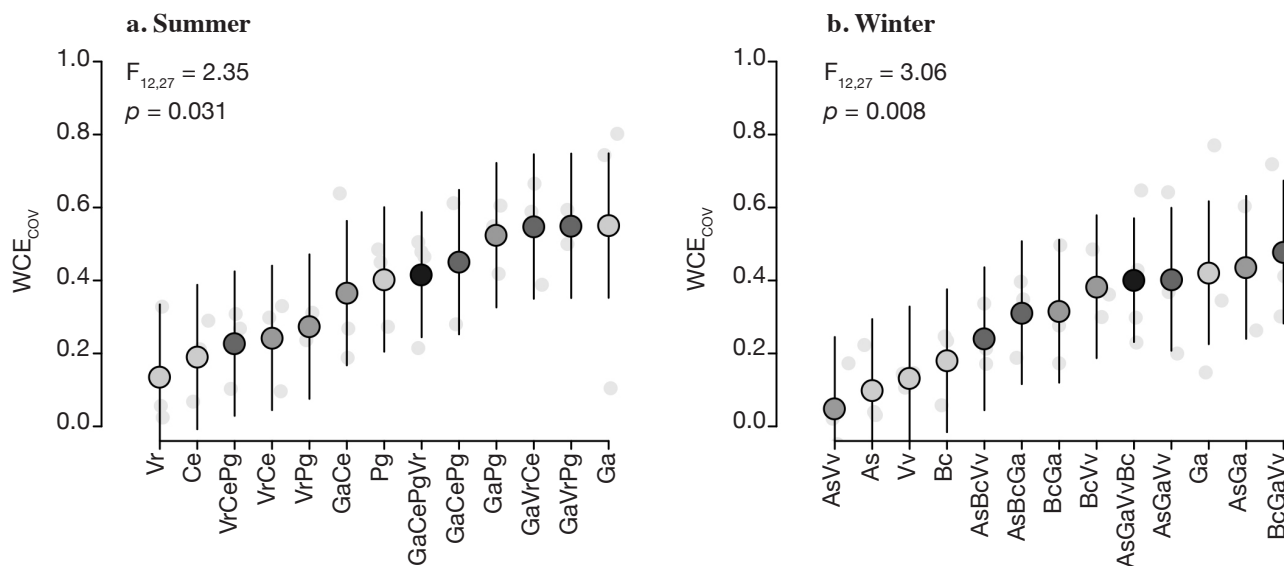 a. Summer
F12,27 = 2.35
p = 0.031
WCECOV
1.0
0.8
0.6
0.4
0.2
0.0
Vr
Ce
VrCePg
VrCe
VrPg
GaCe
Pg
GaCePgVr
GaCePg
GaPg
GaVrCe
GaVrPg
Ga
b. Winter
F12,27 = 3.06
p = 0.008
WCECOV
1.0
0.8
0.6
0.4
0.2
0.0
AsVv
As
Vv
Bc
AsBcVv
AsBcGa
BcGa
BcVv
AsGaVvBc
AsGaVv
Ga
AsGa
BcGaVv